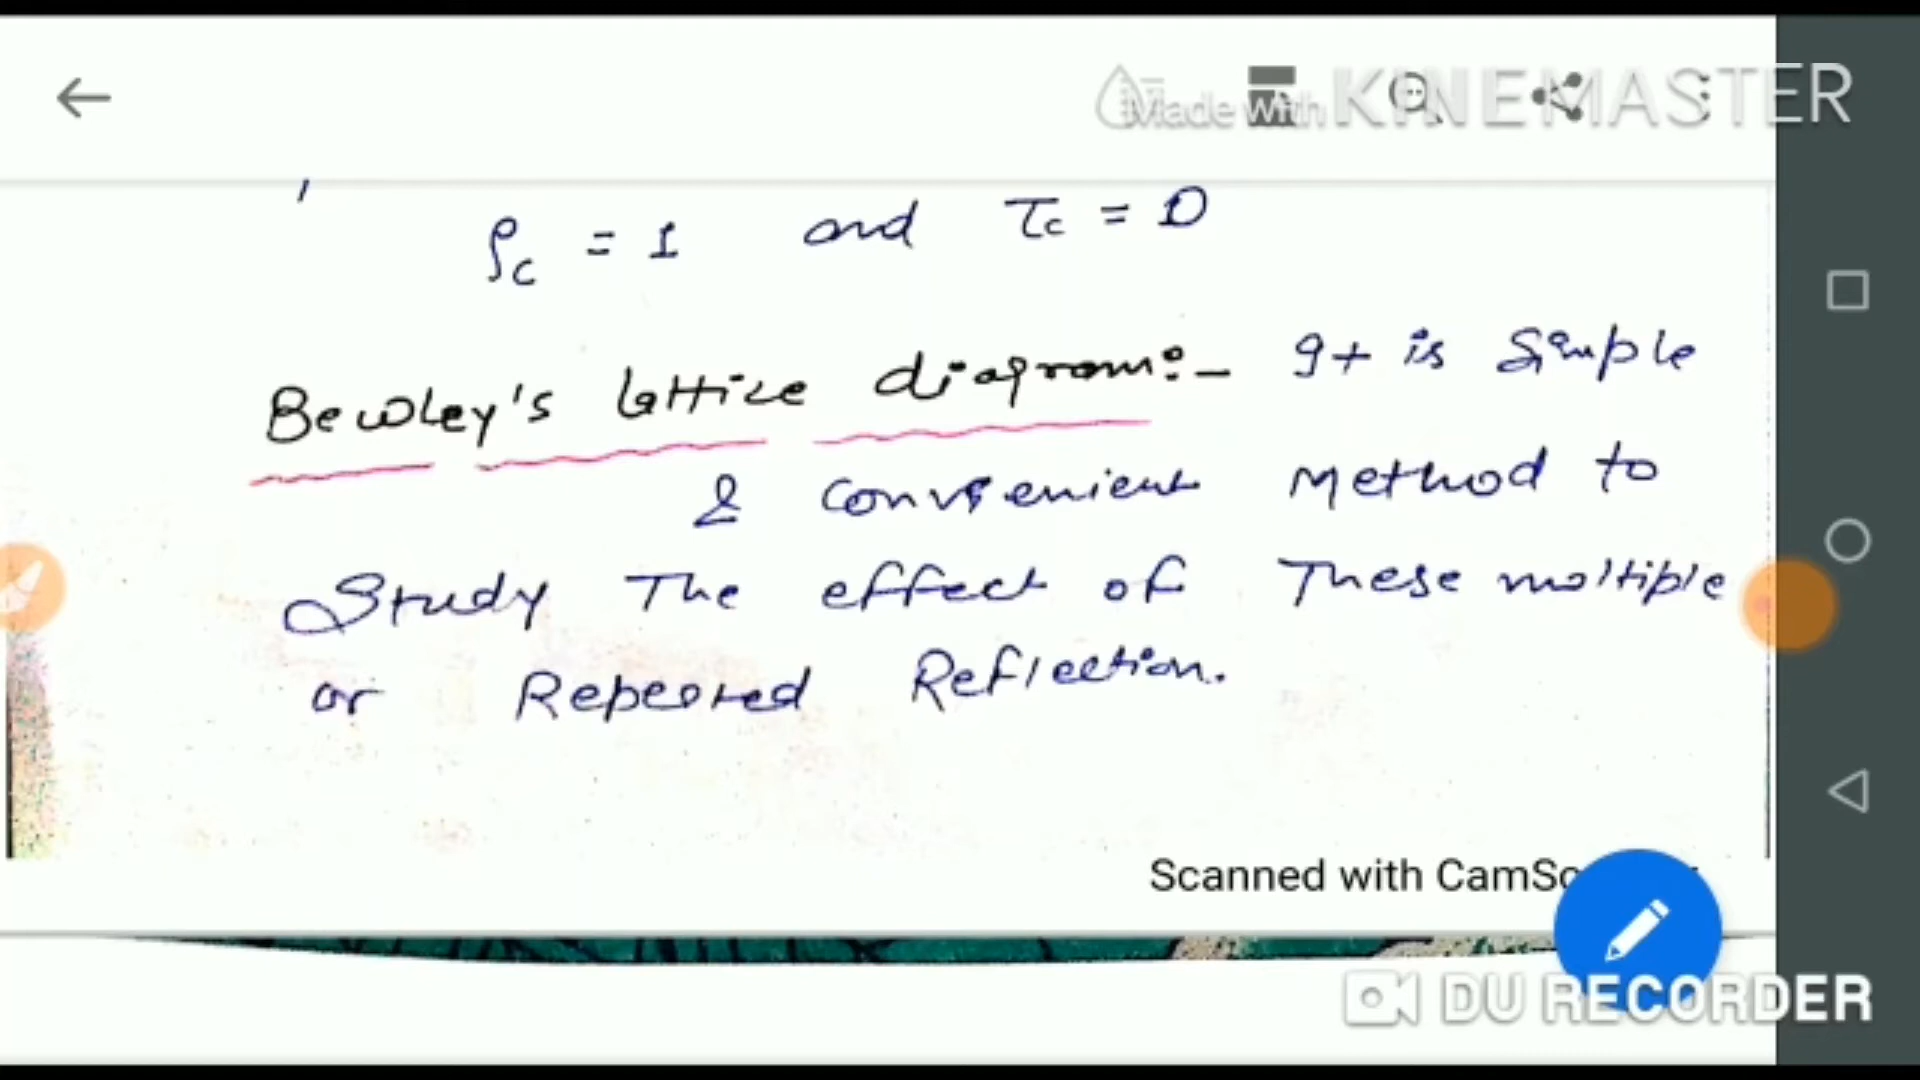 Made with KINEMASTER
ρc = 1 and τc = 0
Bewley's lattice diagram:- It is Simple
& convenient Method to
Study The effect of These multiple
or Repeated Reflection.
Scanned with CamSc
DU RECORDER